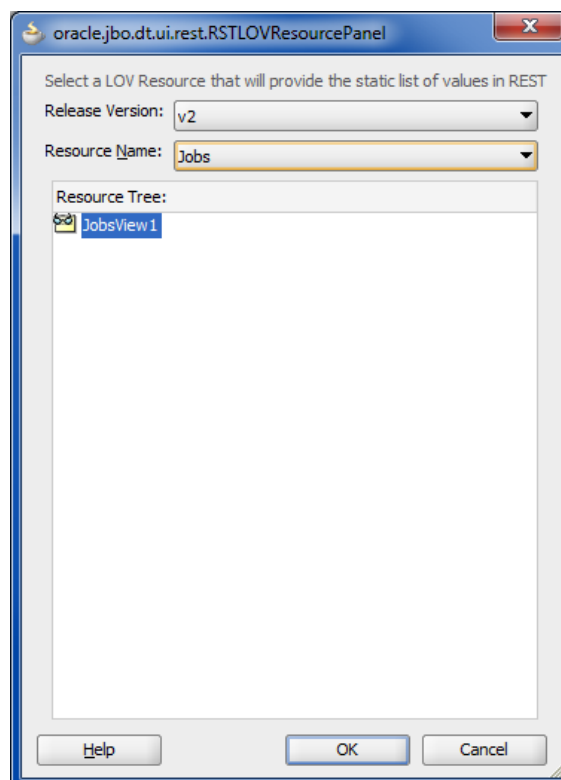 oracle.jbo.dt.ui.rest.RSTLOVResourcePanel
Select a LOV Resource that will provide the static list of values in REST
Release Version: v2
Resource Name: Jobs
Resource Tree:
JobsView1
Help OK Cancel